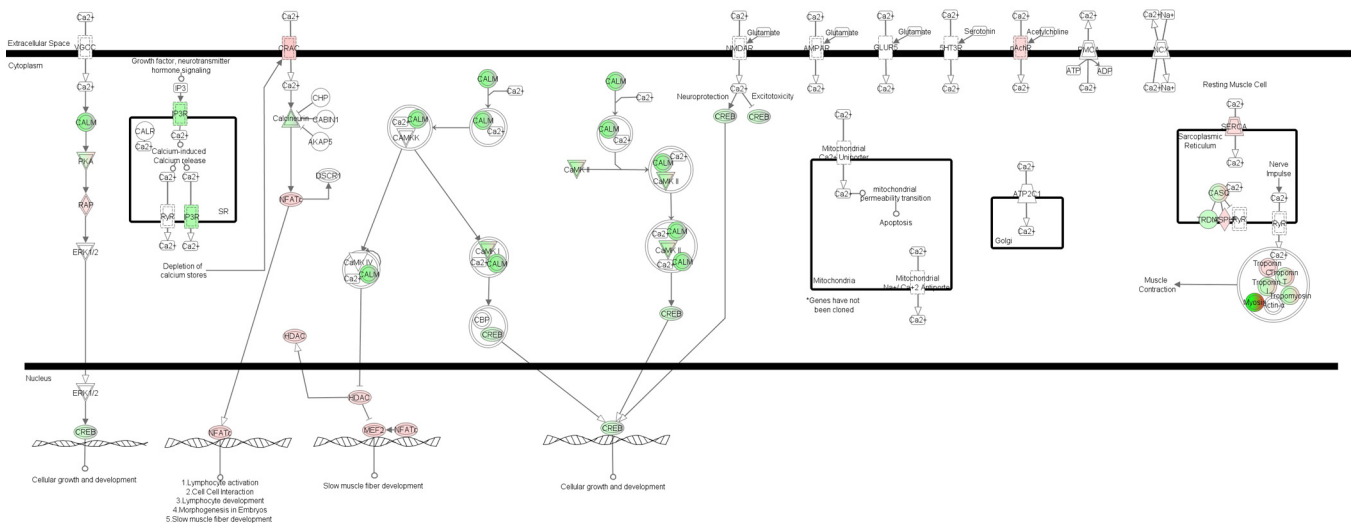 Ca2+
Ca2+
Ca2+
Ca2+
Ca2+
Ca2+
Ca2+
Ca2+
Ca2+ Na+
Glutamate
Glutamate
Glutamate
Serotonin
Acetylcholine
Extracellular Space
VGCC
CRAC
NMDAR
AMPAR
GLUR5
5HT3R
nAchR
PMCA
NCX
Cytoplasm
Growth factor, neurotransmitter
hormone signaling
ATP
ADP
IP3
Ca2+
Ca2+
CALM
Ca2+
CALM
Ca2+
Ca2+
Ca2+
Ca2+
Ca2+
Ca2+
Ca2+
Ca2+Na+
Resting Muscle Cell
Neuroprotection
Excitotoxicity
CHP
CABIN1
AKAP5
Calcineurin
CALM
IP3R
CALR
Ca2+
Ca2+
Calcium-induced
Calcium release
CALM
Ca2+
CAMKK
CALM
Ca2+
CALM
Ca2+
CREB
CREB
Ca2+
SERCA
Sarcoplasmic
Reticulum
Ca2+
PKA
Ca2+
Ca2+
CaMK II
CALM
Ca2+
CaMK II
Mitochondrial
Ca2+ Uniporter
Nerve
Impulse
DSCR1
NFATc
RAP
RyR
IP3R
SR
Ca2+
mitochondrial
permeability transition
Apoptosis
ATP2C1
Ca2+
Golgi
CASQ
Ca2+
TRDN
ASPH
RyR
Ca2+
RyR
ERK1/2
Ca2+
Ca2+
Depletion of
calcium stores
CaMK IV
Ca2+
CALM
CaMK I
Ca2+
CALM
CALM
CaMK II
Ca2+
CALM
Ca2+
Mitochondria
Mitochondrial
Na+/ Ca+2 Antiporter
Ca2+
*Genes have not
been cloned
Ca2+
Troponin
C
Troponin
I
Troponin T
Tropomyosin
Myosin
Actin-α
Muscle
Contraction
CBP
CREB
CREB
HDAC
Nucleus
ERK1/2
HDAC
CREB
NFATc
MEF2
NFATc
CREB
Cellular growth and development
1.Lymphocyte activation
2.Cell Cell Interaction
3.Lymphocyte development
4.Morphogenesis in Embryos
5.Slow muscle fiber development
Slow muscle fiber development
Cellular growth and development